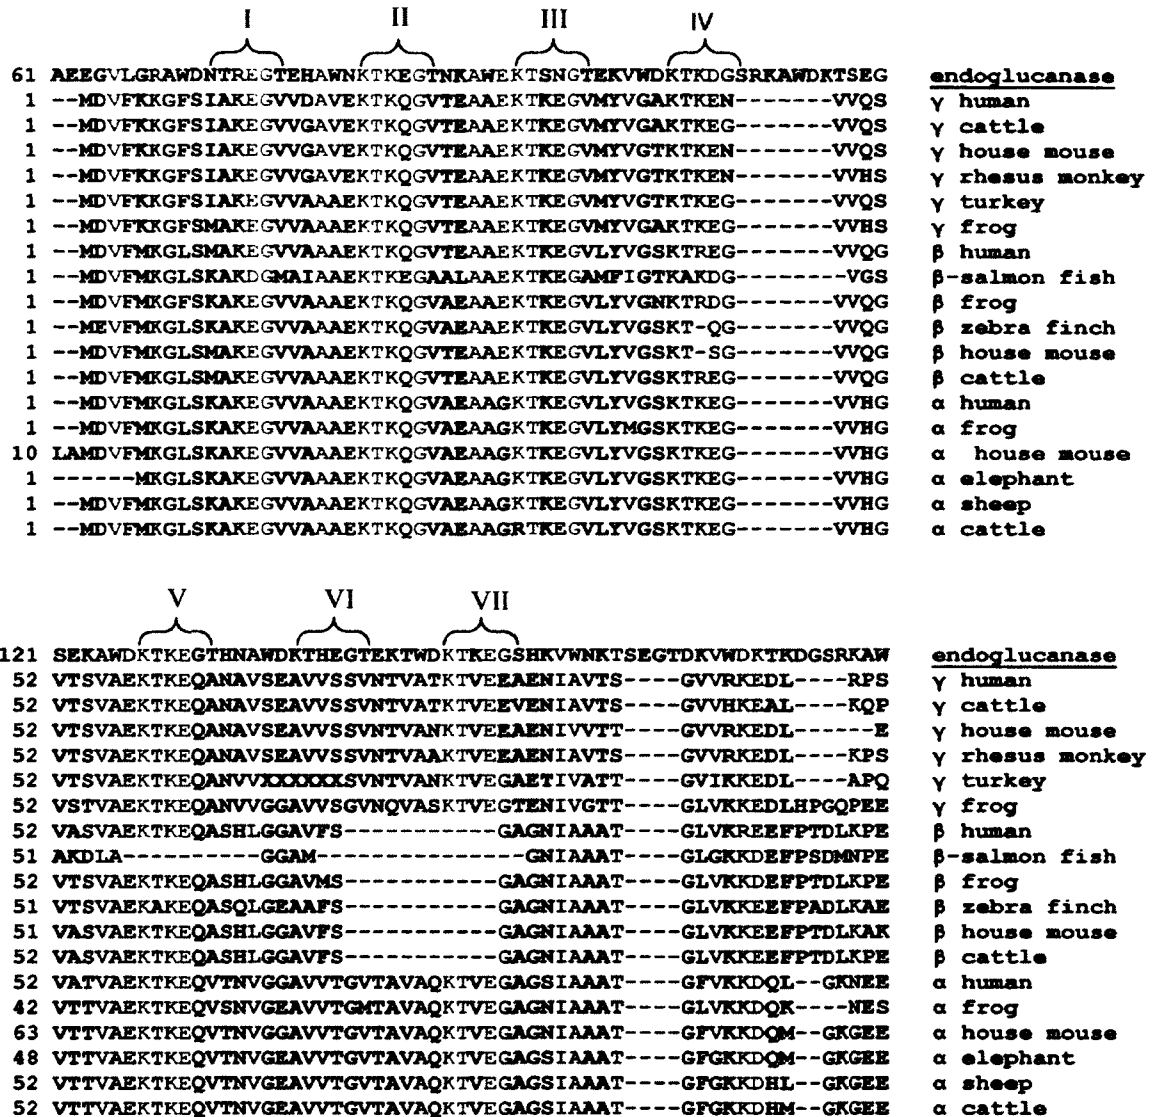 I II III IV
61 AEEGVLGRAWDNTREGTEHAWNKTKEGTNKAWEKTSNGTEKVWDKTKDGSRKAWDKTSEG endoglucanase
1 --MDVFKKGFSIAKEGVVDAVEKTKQGVTEAAEKTKEGVMYVGAKTKEN-------VVQS γ human
1 --MDVFKKGFSIAKEGVVGAVEKTKQGVTEAAEKTKEGVMYVGAKTKEG-------VVQS γ cattle
1 --MDVFKKGFSIAKEGVVGAVEKTKQGVTEAAEKTKEGVMYVGTKTKEN-------VVQS γ house mouse
1 --MDVFKKGFSIAKEGVVGAVEKTKQGVTEAAEKTKEGVMYVGTKTKEN-------VVHS γ rhesus monkey
1 --MDVFKKGFSIAKEGVVAAAEKTKQGVTEAAEKTKEGVMYVGTKTKEG-------VVQS γ turkey
1 --MDVFKKGFSMAKEGVVAAAEKTKQGVTEAAEKTKEGVMYVGAKTKEG-------VVHS γ frog
1 --MDVFMKGLSMAKEGVVAAAEKTKQGVTEAAEKTKEGVLYVGSKTREG-------VVQG β human
1 --MDVFMKGLSKAKDGMAIAAEKTKEGAALAAEKTKEGAMFIGTKAKDG--------VGS β-salmon fish
1 --MDVFMKGFSKAKEGVVAAAEKTKQGVAEAAEKTKEGVLYVGNKTRDG-------VVQG β frog
1 --MEVFMKGLSKAKEGVVAAAEKTKQGVAEAAEKTKEGVLYVGSKT-QG-------VVQG β zebra finch
1 --MDVFMKGLSMAKEGVVAAAEKTKQGVTEAAEKTKEGVLYVGSKT-SG-------VVQG β house mouse
1 --MDVFMKGLSMAKEGVVAAAEKTKQGVTEAAEKTKEGVLYVGSKTREG-------VVQG β cattle
1 --MDVFMKGLSKAKEGVVAAAEKTKQGVAEAAGKTKEGVLYVGSKTKEG-------VVHG α human
1 --MDVFMKGLSKAKEGVVAAAEKTKQGVAEAAGKTKEGVLYMGSKTKEG-------VVHG α frog
10 LAMDVFMKGLSKAKEGVVAAAEKTKQGVAEAAGKTKEGVLYVGSKTKEG-------VVHG α house mouse
1 ------MKGLSKAKEGVVAAAEKTKQGVAEAAGKTKEGVLYVGSKTKEG-------VVHG α elephant
1 --MDVFMKGLSKAKEGVVAAAEKTKQGVAEAAGKTKEGVLYVGSKTKEG-------VVHG α sheep
1 --MDVFMKGLSKAKEGVVAAAEKTKQGVAEAAGRTKEGVLYVGSKTKEG-------VVHG α cattle
V VI VII
121 SEKAWDKTKEGTHNAWDKTHEGTEKTWDKTKEGSHKVWNKTSEGTDKVWDKTKDGSRKAW endoglucanase
52 VTSVAEKTKEQANAVSEAVVSSVNTVATKTVEEAENIAVTS----GVVRKEDL----RPS γ human
52 VTSVAEKTKEQANAVSEAVVSSVNTVATKTVEEVENIAVTS----GVVHKEAL----KQP γ cattle
52 VTSVAEKTKEQANAVSEAVVSSVNTVANKTVEEAENIVVTT----GVVRKEDL------E γ house mouse
52 VTSVAEKTKEQANAVSEAVVSSVNTVAAKTVEEAENIAVTS----GVVRKEDL----KPS γ rhesus monkey
52 VTSVAEKTKEQANVVXXXXXXSVNTVANKTVEGAETIVATT----GVIKKEDL----APQ γ turkey
52 VSTVAEKTKEQANVVGGAVVSGVNQVASKTVEGTENIVGTT----GLVKKEDLHPGQPEE γ frog
52 VASVAEKTKEQASHLGGAVFS-----------GAGNIAAAT----GLVKREEFPTDLKPE β human
51 AKDLA----------GGAM---------------GNIAAAT----GLGKKDEFPSDMNPE β-salmon fish
52 VTSVAEKTKEQASHLGGAVMS-----------GAGNIAAAT----GLVKKDEFPTDLKPE β frog
51 VTSVAEKAKEQASQLGEAAFS-----------GAGNIAAAT----GLVKKEEFPADLKAE β zebra finch
51 VASVAEKTKEQASHLGGAVFS-----------GAGNIAAAT----GLVKKEEFPTDLKAK β house mouse
52 VASVAEKTKEQASHLGGAVFS-----------GAGNIAAAT----GLVKKEEFPTDLKPE β cattle
52 VATVAEKTKEQVTNVGGAVVTGVTAVAQKTVEGAGSIAAAT----GFVKKDQL--GKNEE α human
42 VTTVAEKTKEQVSNVGEAVVTGMTAVAQKTVEGAGNIAAAT----GLVKKDQK----NES α frog
63 VTTVAEKTKEQVTNVGGAVVTGVTAVAQKTVEGAGNIAAAT----GFVKKDQM--GKGEE α house mouse
48 VTTVAEKTKEQVTNVGEAVVTGVTAVAQKTVEGAGSIAAAT----GFGKKDQM--GKGEE α elephant
52 VTTVAEKTKEQVTNVGEAVVTGVTAVAQKTVEGAGSIAAAT----GFGKKDHL--GKGEE α sheep
52 VTTVAEKTKEQVTNVGEAVVTGVTAVAQKTVEGAGSIAAAT----GFGKKDHM--GKGEE α cattle